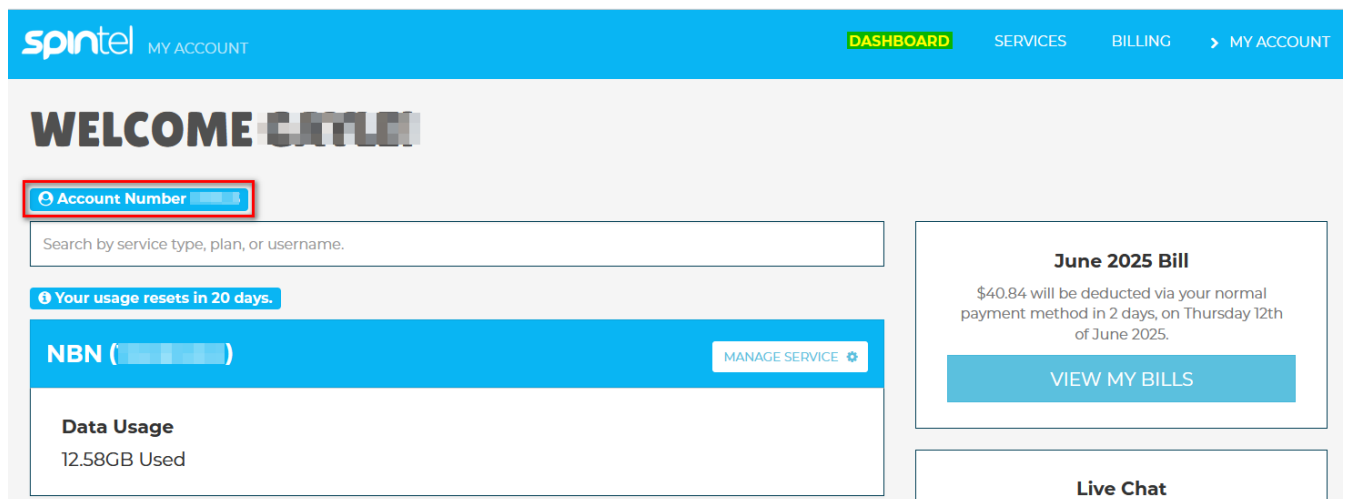 spintel MY ACCOUNT
DASHBOARD SERVICES BILLING MY ACCOUNT
WELCOME
Account Number
Search by service type, plan, or username.
Your usage resets in 20 days.
NBN ( )
MANAGE SERVICE
Data Usage
12.58GB Used
June 2025 Bill
$40.84 will be deducted via your normal
payment method in 2 days, on Thursday 12th
of June 2025.
VIEW MY BILLS
Live Chat